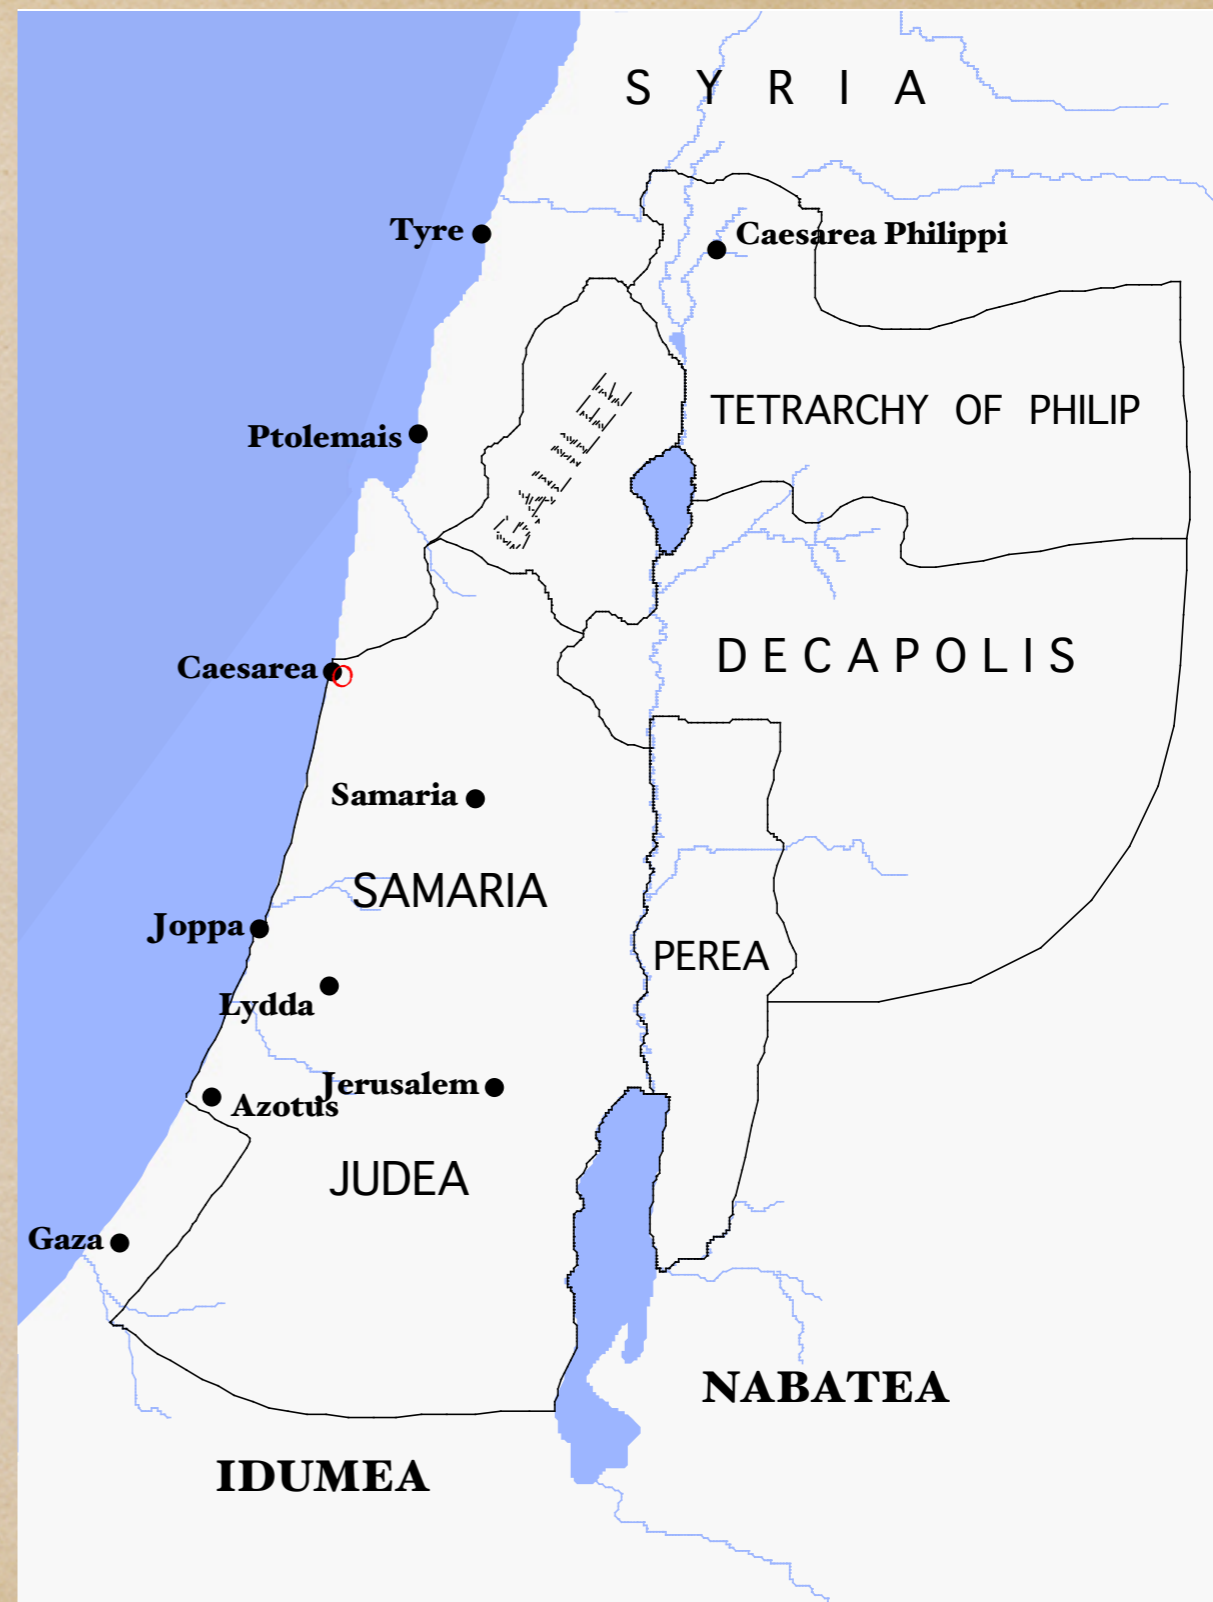 S Y R I A
Tyre
Caesarea Philippi
GALILEE
TETRARCHY OF PHILIP
Ptolemais
DECAPOLIS
Caesarea
Samaria
SAMARIA
Joppa
PEREA
Lydda
Jerusalem
Azotus
JUDEA
Gaza
NABATEA
IDUMEA